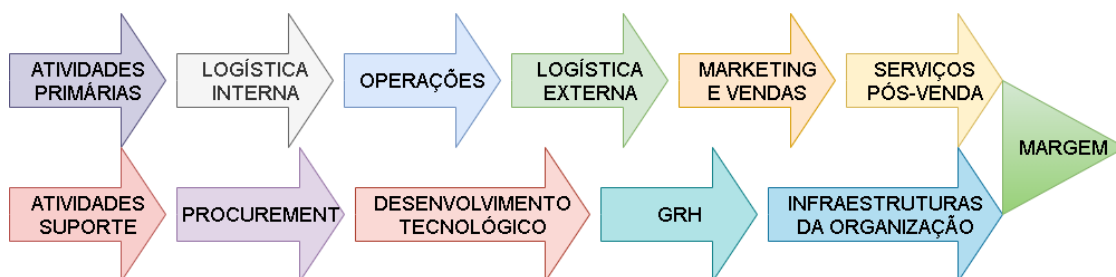 ATIVIDADES
PRIMÁRIAS
LOGÍSTICA
INTERNA
OPERAÇÕES
LOGÍSTICA
EXTERNA
MARKETING
E VENDAS
SERVIÇOS
PÓS-VENDA
MARGEM
ATIVIDADES
SUPORTE
PROCUREMENT
DESENVOLVIMENTO
TECNOLÓGICO
GRH
INFRAESTRUTURAS
DA ORGANIZAÇÃO